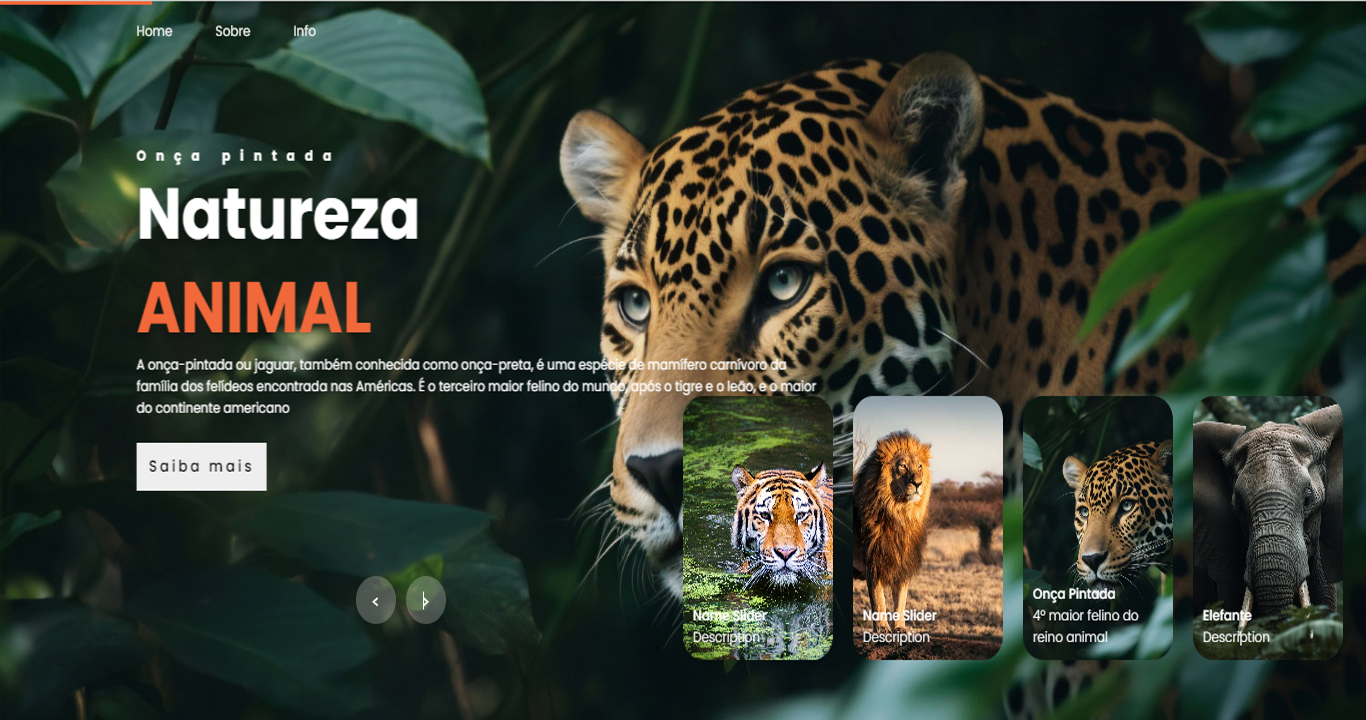 Home Sobre Info
Onça pintada
Natureza
ANIMAL
A onça-pintada ou jaguar, também conhecida como onça-preta, é uma espécie de mamífero carnívoro da
família dos felídeos encontrada nas Américas. É o terceiro maior felino do mundo, após o tigre e o leão, e o maior
do continente americano
Saiba mais
Name Slider
Description
Name Slider
Description
Onça Pintada
4º maior felino do
reino animal
Elefante
Description